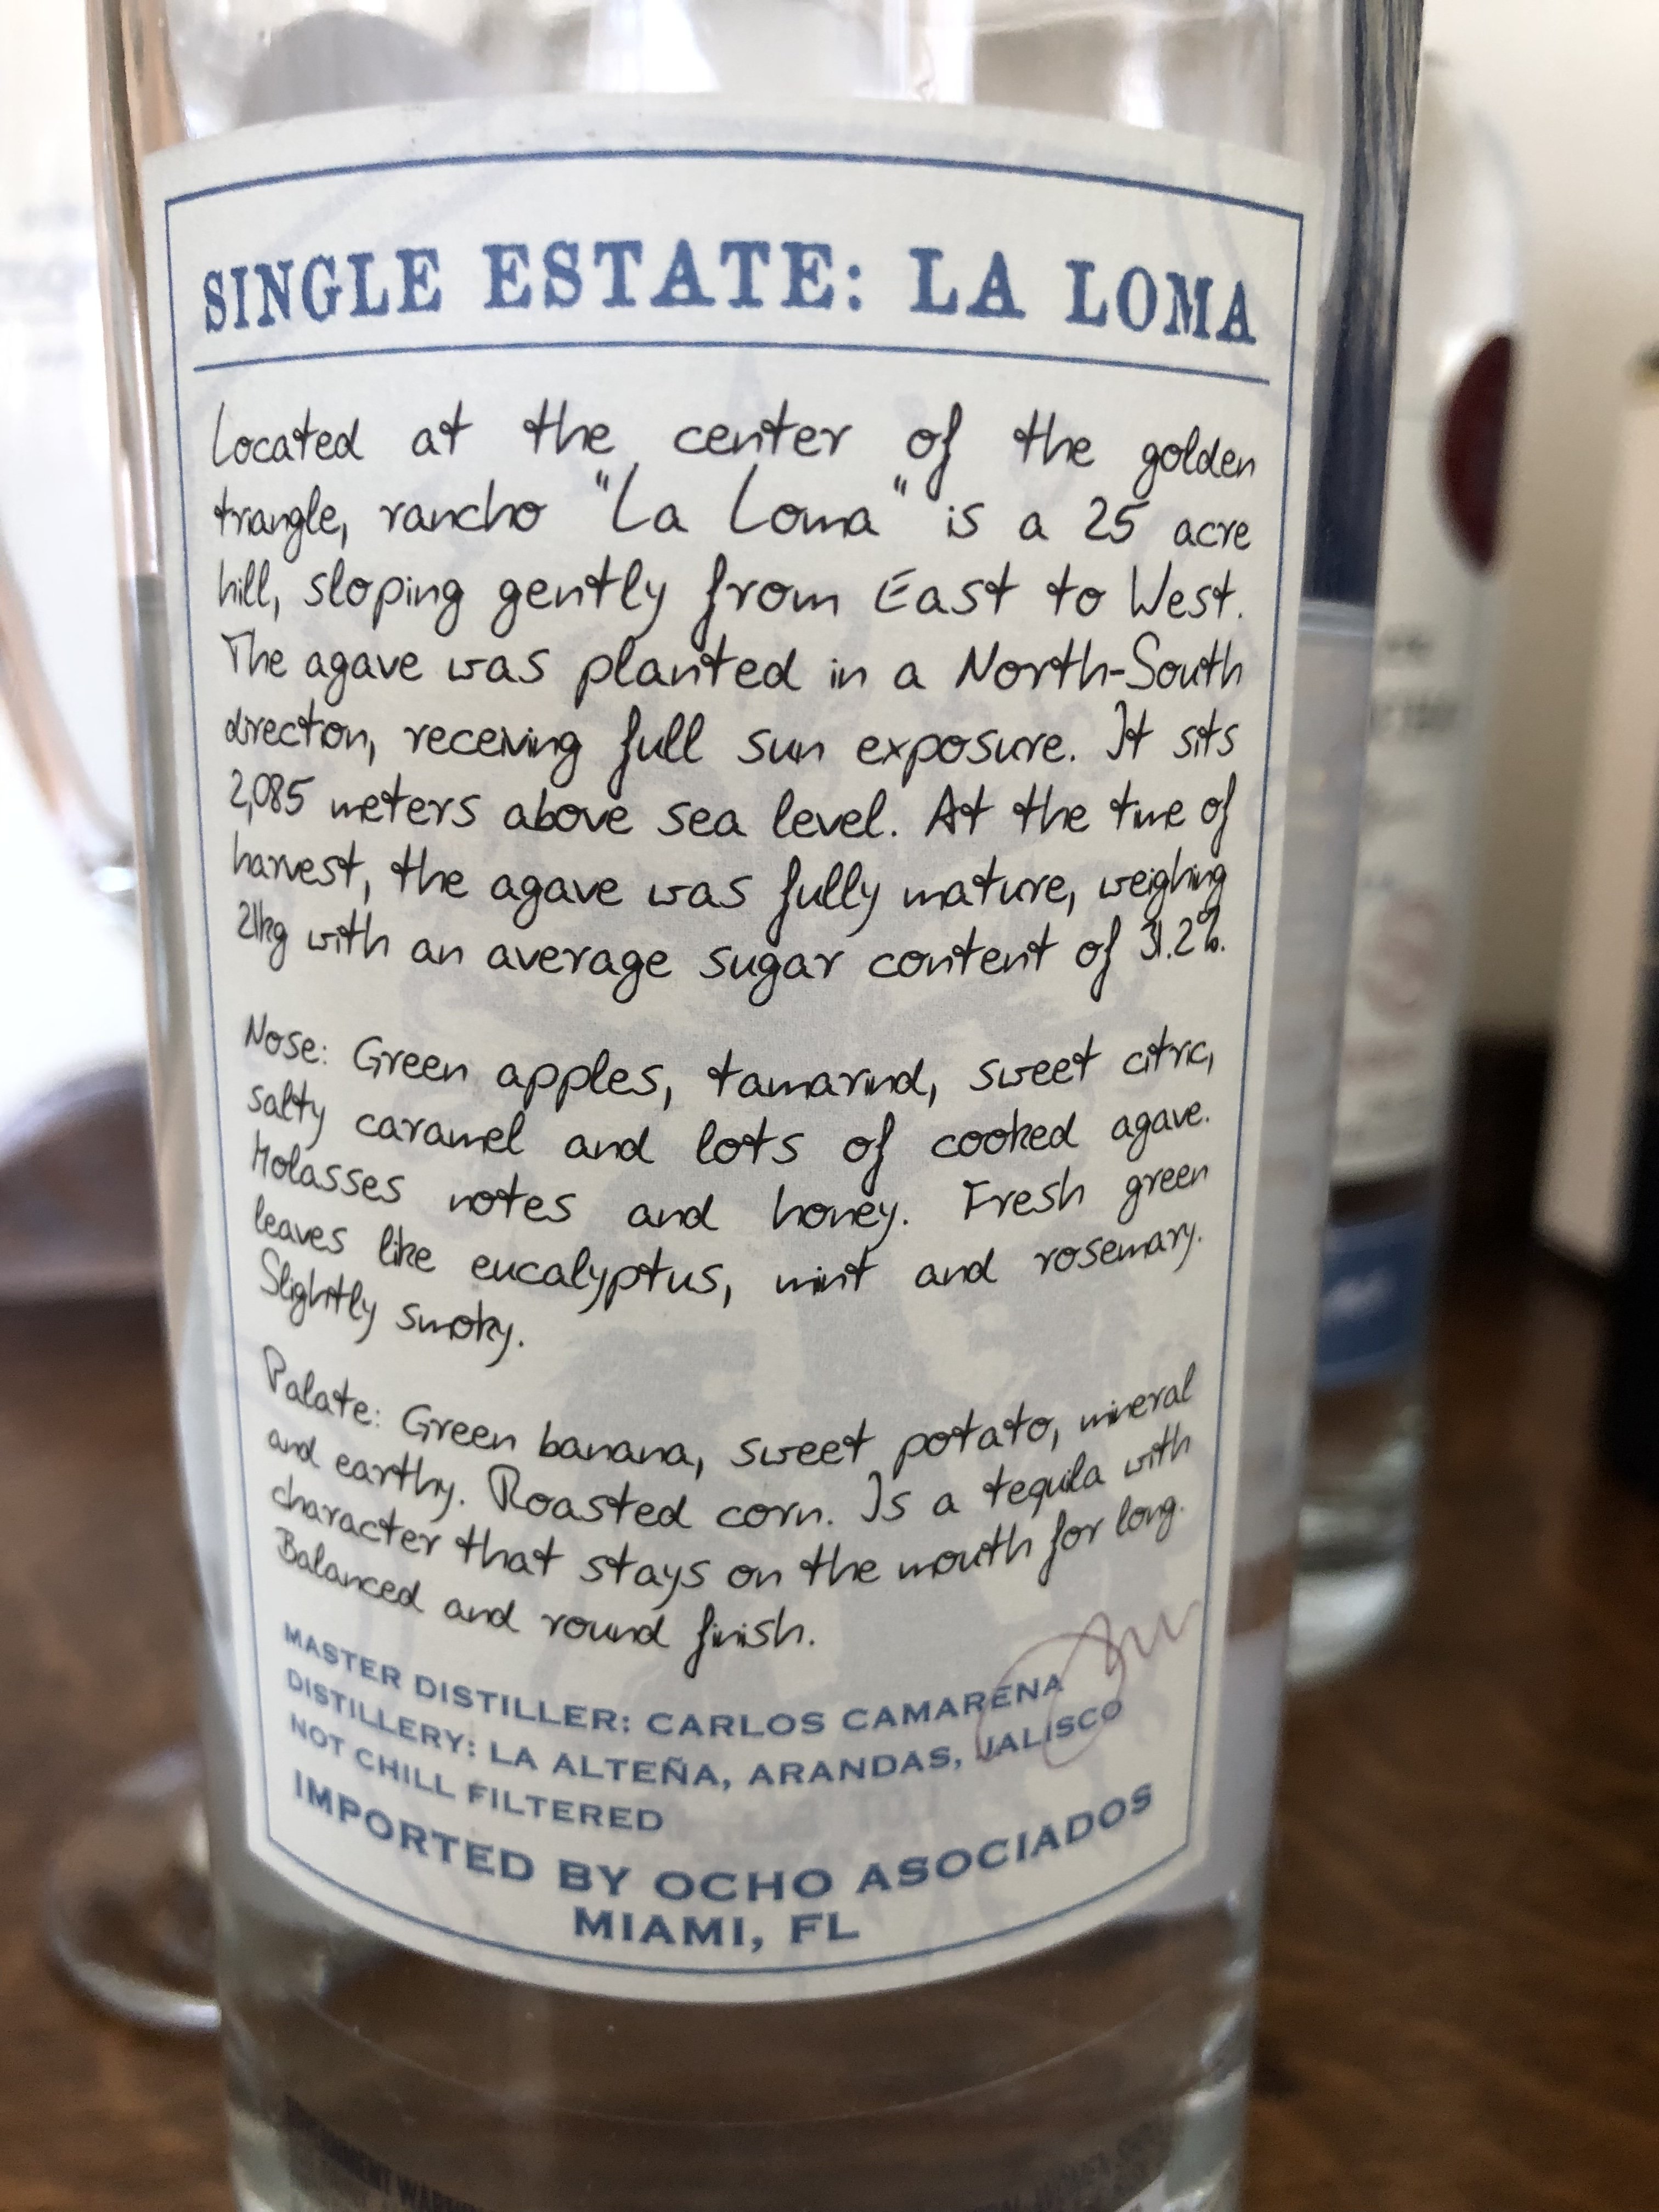 SINGLE ESTATE: LA LOMA
Located at the center of the golden
triangle, rancho "La Loma" is a 25 acre
hill, sloping gently from East to West.
The agave was planted in a North-South
direction, receiving full sun exposure. It sits
2,085 meters above sea level. At the time of
harvest, the agave was fully mature, weighing
21kg with an average sugar content of 31.2%.
Nose: Green apples, tamarind, sweet citric,
salty caramel and lots of cooked agave.
Molasses notes and honey. Fresh green
leaves like eucalyptus, mint and rosemary.
Slightly smoky.
Palate: Green banana, sweet potato, mineral
and earthy. Roasted corn. Is a tequila with
character that stays on the mouth for long.
Balanced and round finish.
MASTER DISTILLER: CARLOS CAMARENA
DISTILLERY: LA ALTEÑA, ARANDAS, JALISCO
NOT CHILL FILTERED
IMPORTED BY OCHO ASOCIADOS
MIAMI, FL